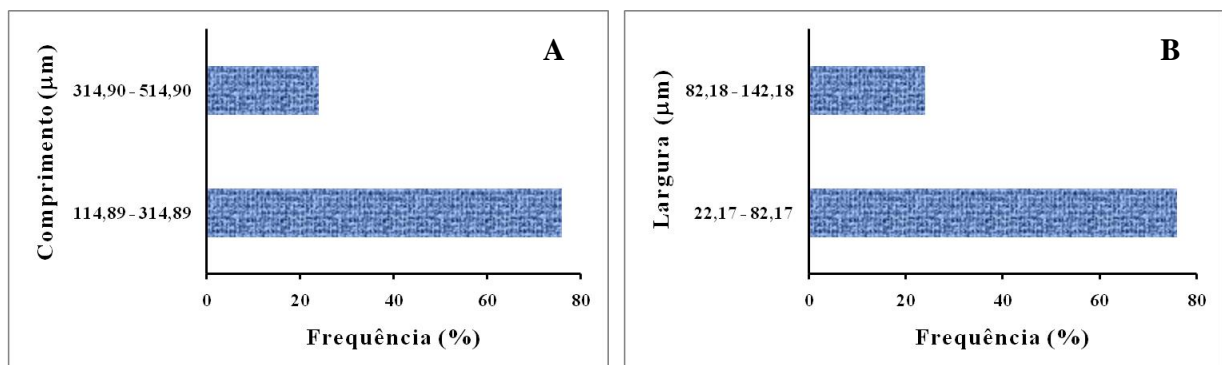 A
Comprimento (µm)
314,90 - 514,90
114,89 - 314,89
0 20 40 60 80
Frequência (%)
B
Largura (µm)
82,18 - 142,18
22,17 - 82,17
0 20 40 60 80
Frequência (%)